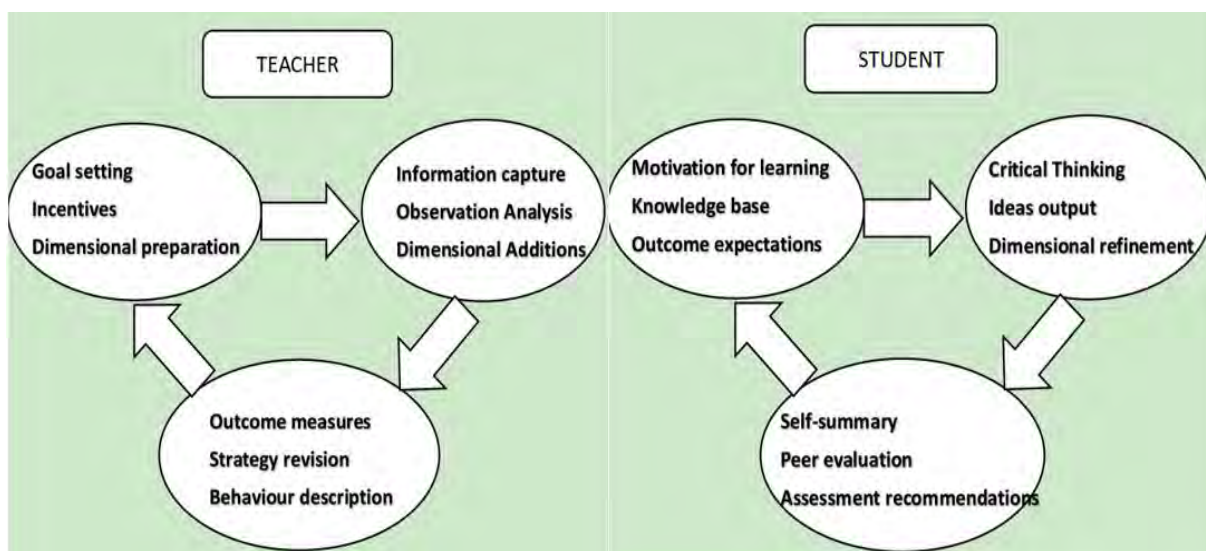 TEACHER
Goal setting
Incentives
Dimensional preparation
Information capture
Observation Analysis
Dimensional Additions
Outcome measures
Strategy revision
Behaviour description
STUDENT
Motivation for learning
Knowledge base
Outcome expectations
Critical Thinking
Ideas output
Dimensional refinement
Self-summary
Peer evaluation
Assessment recommendations